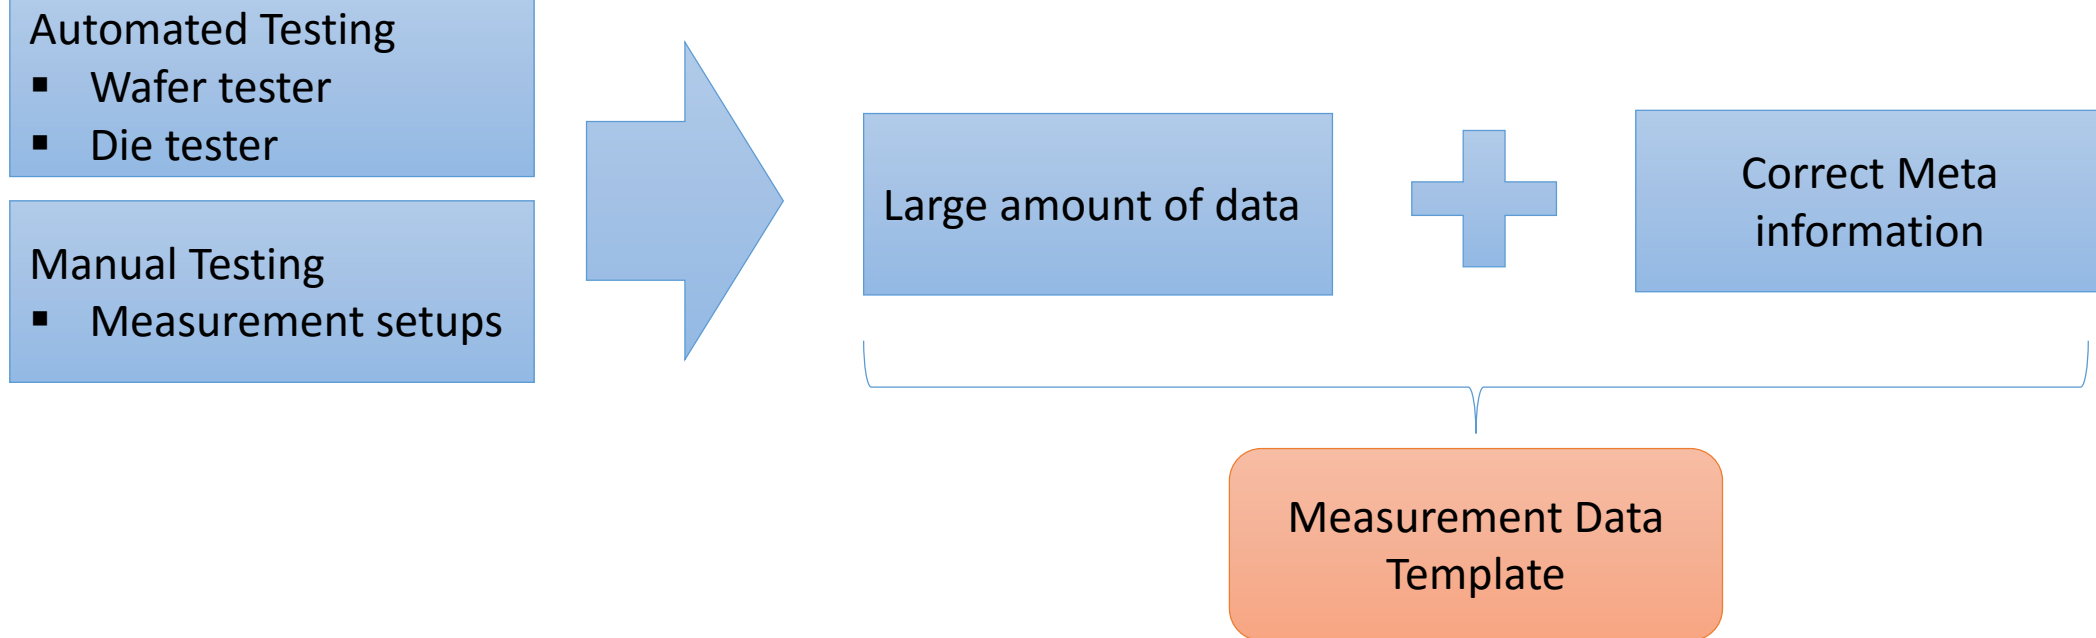 Automated Testing
▪ Wafer tester
▪ Die tester
Manual Testing
▪ Measurement setups
Large amount of data
Correct Meta
information
Measurement Data
Template